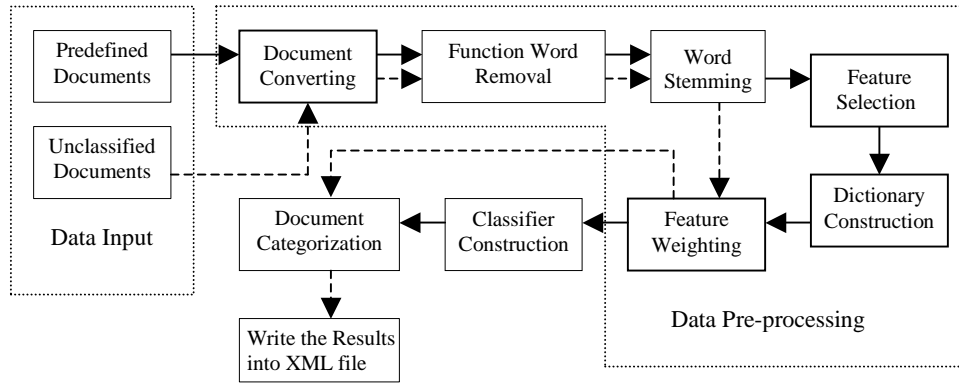 Predefined
Documents
Document
Converting
Function Word
Removal
Word
Stemming
Feature
Selection
Unclassified
Documents
Data Input
Document
Categorization
Classifier
Construction
Feature
Weighting
Dictionary
Construction
Write the Results
into XML file
Data Pre-processing